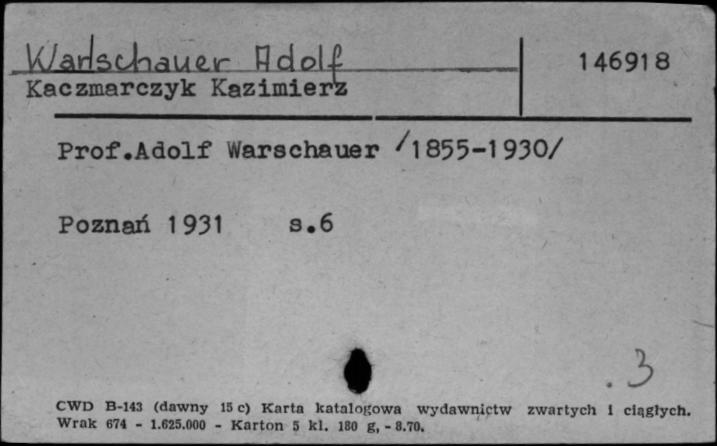 Warschauer Adolf
146918
Kaczmarczyk Kazimierz
Prof.Adolf Warschauer /1855-1930/
Poznań 1931 s.6
.3
CWD B-143 (dawny 15 c) Karta katalogowa wydawnictw zwartych i ciągłych.
Wrak 674 - 1.625.000 - Karton 5 kl. 180 g, - 8.70.